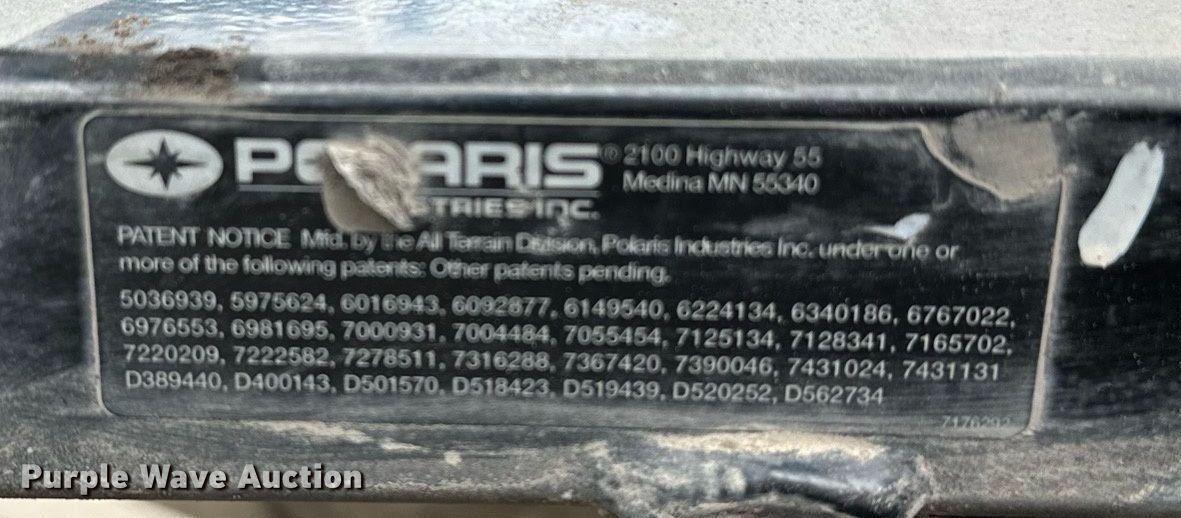 POLARIS® 2100 Highway 55
Medina MN 55340
TRIES INC.
PATENT NOTICE Mfd. by the All Terrain Division, Polaris Industries Inc. under one or
more of the following patents: Other patents pending.
5036939, 5975624, 6016943, 6092877, 6149540, 6224134, 6340186, 6767022,
6976553, 6981695, 7000931, 7004484, 7055454, 7125134, 7128341, 7165702,
7220209, 7222582, 7278511, 7316288, 7367420, 7390046, 7431024, 7431131
D389440, D400143, D501570, D518423, D519439, D520252, D562734
Purple Wave Auction